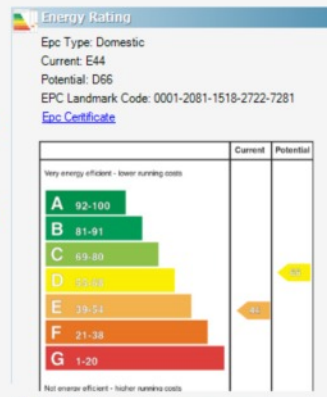 Energy Rating
Epc Type: Domestic
Current: E44
Potential: D66
EPC Landmark Code: 0001-2081-1518-2722-7281
Epc Certificate
Current Potential
Very energy efficient - lower running costs
A 92-100
B 81-91
C 69-80
D
E 39-54
F 21-38
G 1-20
Not energy efficient - higher running costs